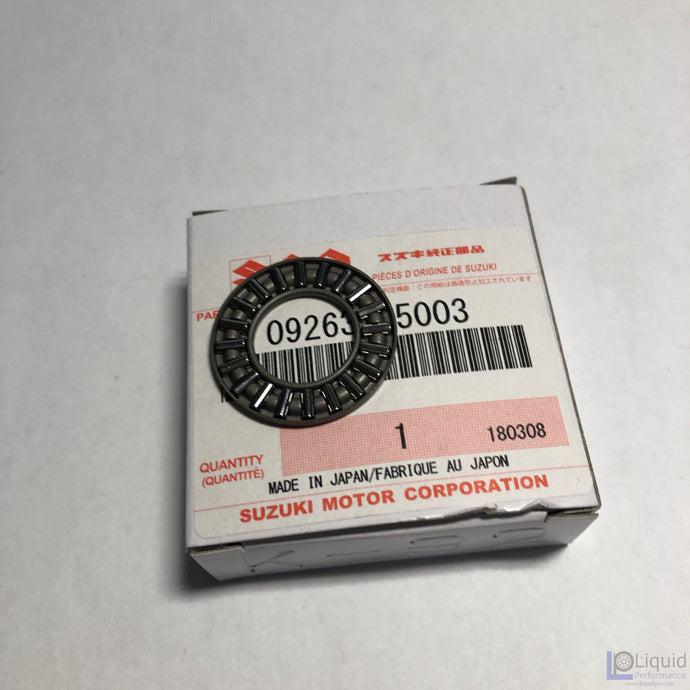 スズキ純正部品
PIÈCES D'ORIGINE DE SUZUKI
PAR
0926 5003
QUANTITY
(QUANTITÉ)
1
180308
MADE IN JAPAN/FABRIQUE AU JAPON
SUZUKI MOTOR CORPORATION
Liquid
Performance